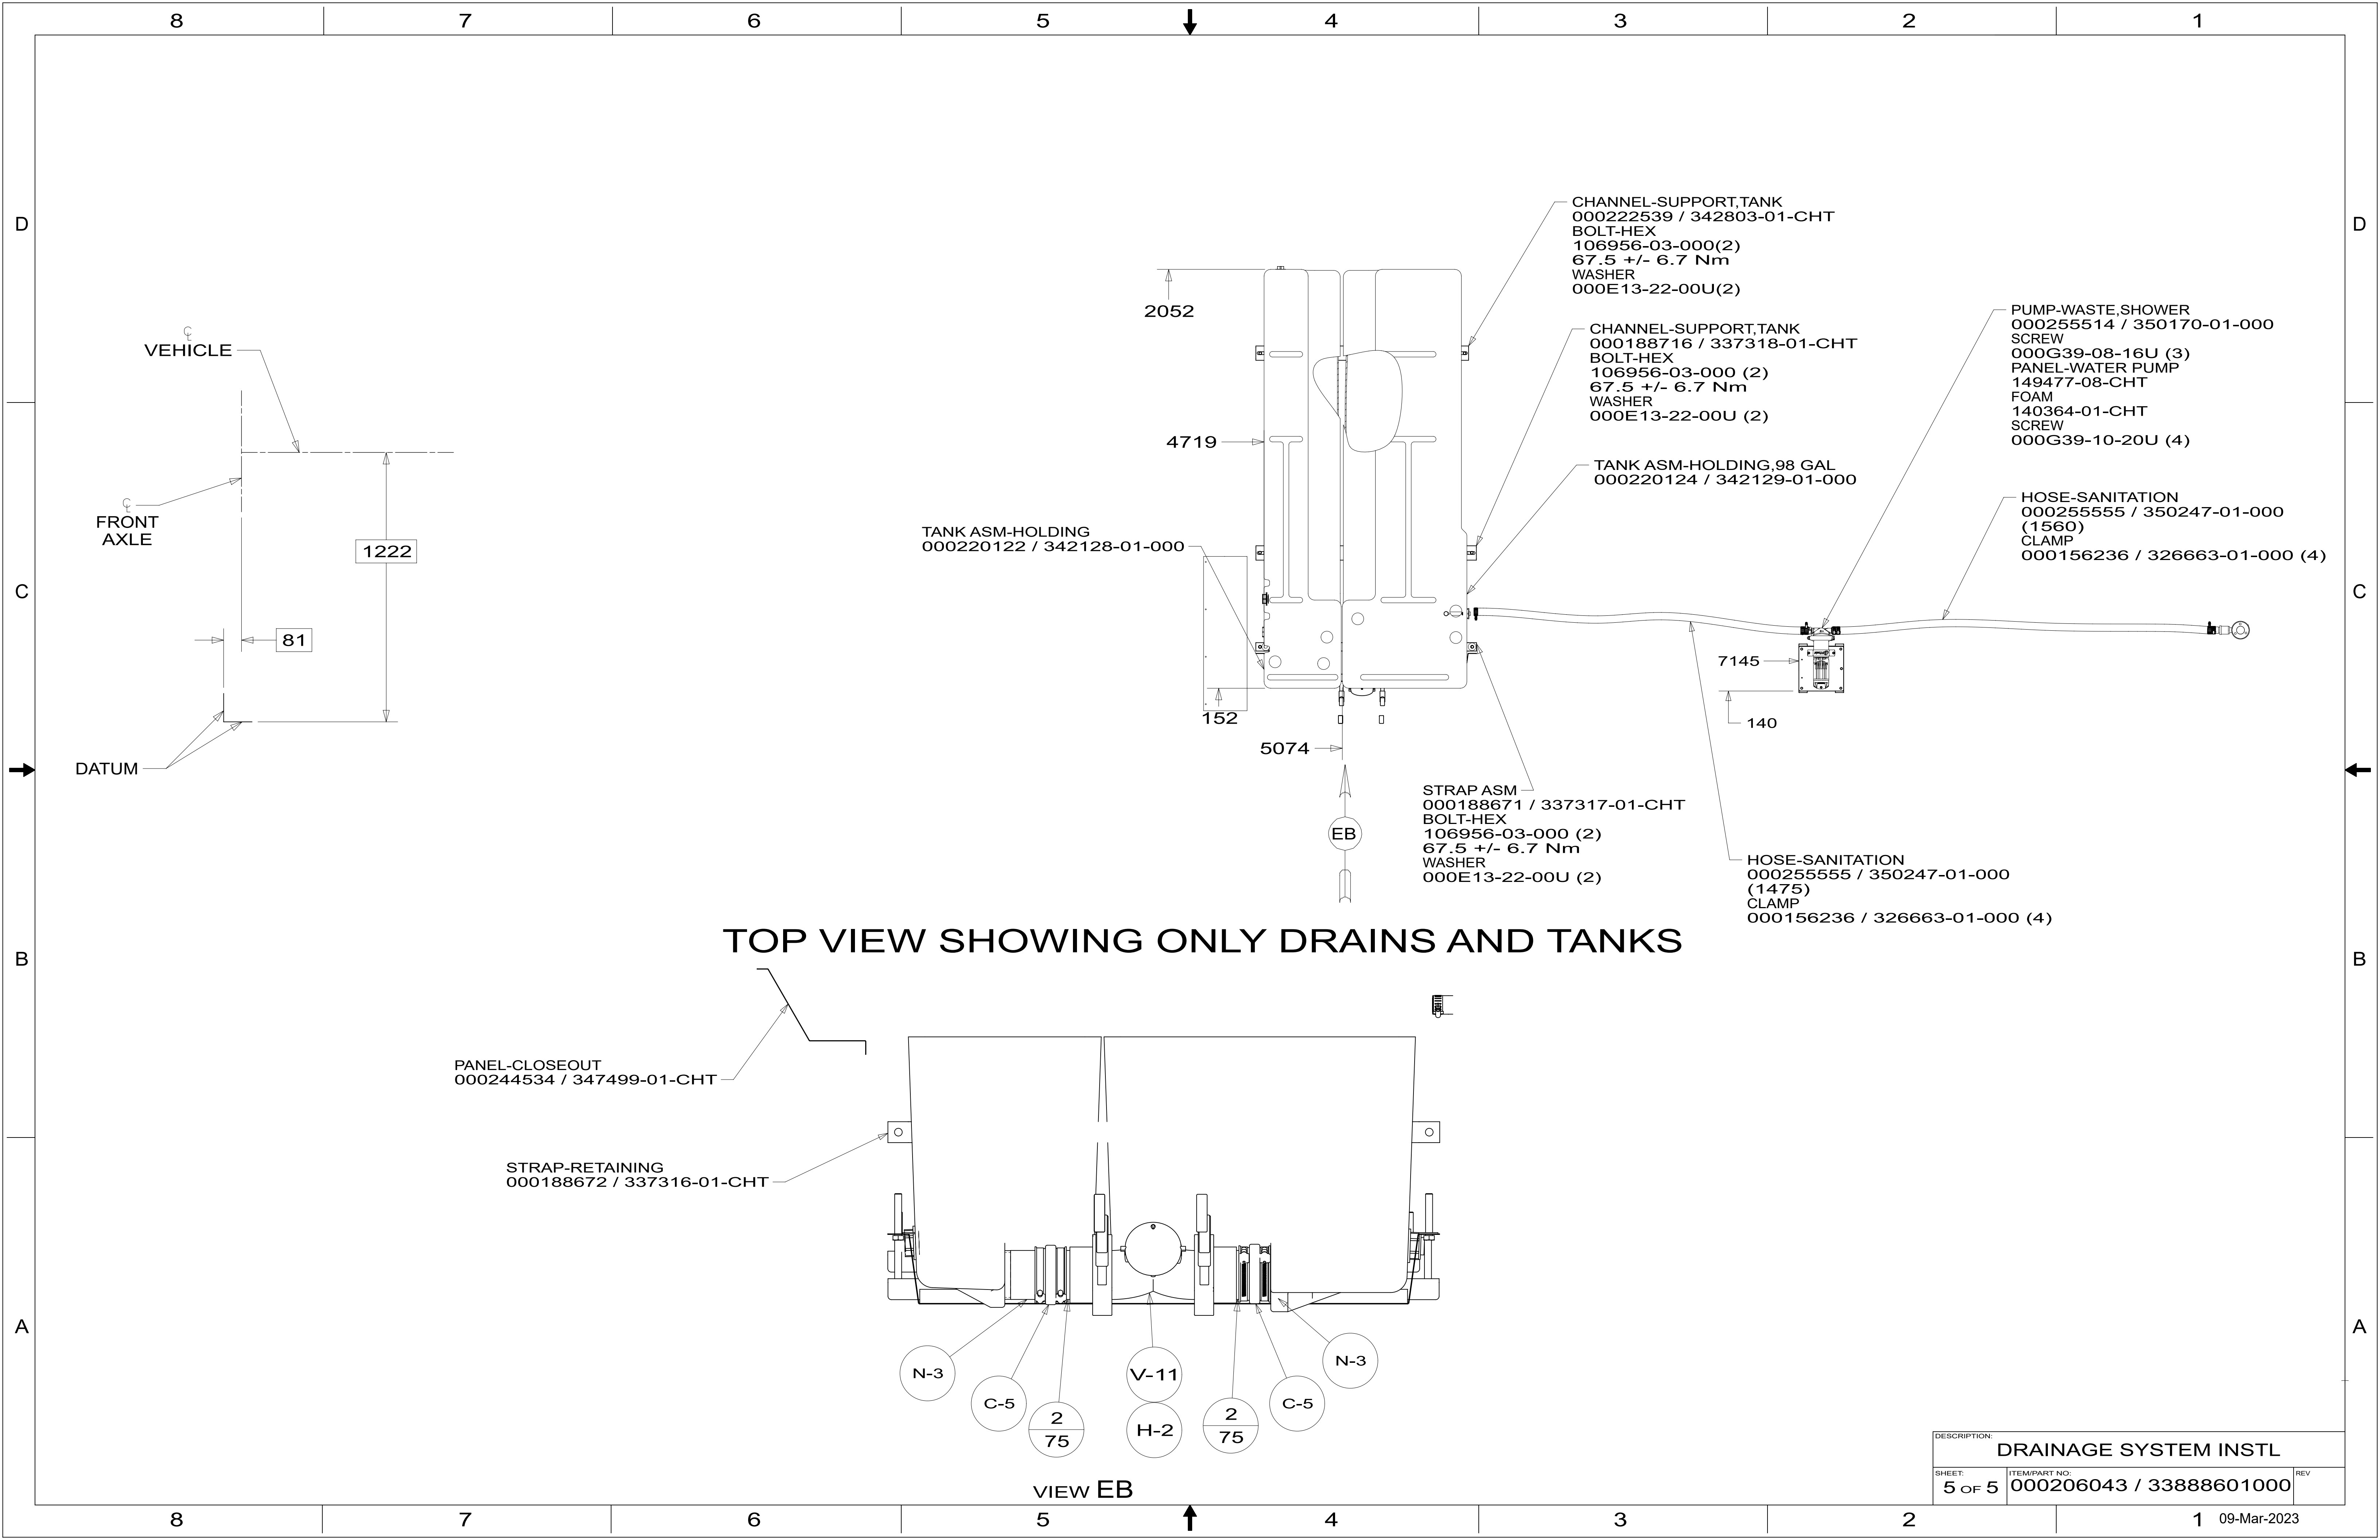 8 7 6 5 4 3 2 1
D
D
C
C
B
B
A
A
CHANNEL-SUPPORT,TANK
000222539 / 342803-01-CHT
BOLT-HEX
106956-03-000(2)
67.5 +/- 6.7 Nm
WASHER
000E13-22-00U(2)
2052
CHANNEL-SUPPORT,TANK
000188716 / 337318-01-CHT
BOLT-HEX
106956-03-000 (2)
67.5 +/- 6.7 Nm
WASHER
000E13-22-00U (2)
PUMP-WASTE,SHOWER
000255514 / 350170-01-000
SCREW
000G39-08-16U (3)
PANEL-WATER PUMP
149477-08-CHT
FOAM
140364-01-CHT
SCREW
000G39-10-20U (4)
℄
VEHICLE
℄
FRONT
AXLE
1222
81
DATUM
4719
TANK ASM-HOLDING,98 GAL
000220124 / 342129-01-000
TANK ASM-HOLDING
000220122 / 342128-01-000
HOSE-SANITATION
000255555 / 350247-01-000
(1560)
CLAMP
000156236 / 326663-01-000 (4)
7145
140
152
5074
EB
STRAP ASM
000188671 / 337317-01-CHT
BOLT-HEX
106956-03-000 (2)
67.5 +/- 6.7 Nm
WASHER
000E13-22-00U (2)
HOSE-SANITATION
000255555 / 350247-01-000
(1475)
CLAMP
000156236 / 326663-01-000 (4)
TOP VIEW SHOWING ONLY DRAINS AND TANKS
PANEL-CLOSEOUT
000244534 / 347499-01-CHT
STRAP-RETAINING
000188672 / 337316-01-CHT
N-3
C-5
2
75
V-11
H-2
2
75
C-5
N-3
VIEW EB
DESCRIPTION:
DRAINAGE SYSTEM INSTL
SHEET:
5 OF 5
ITEM/PART NO:
000206043 / 33888601000
REV
8 7 6 5 4 3 2 1
09-Mar-2023